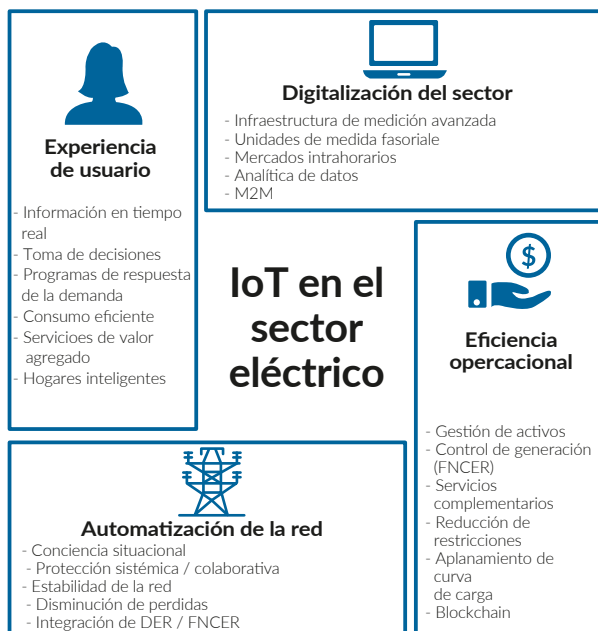 Experiencia
de usuario
- Información en tiempo
real
- Toma de decisiones
- Programas de respuesta
de la demanda
- Consumo eficiente
- Servicioes de valor
agregado
- Hogares inteligentes
Digitalización del sector
- Infraestructura de medición avanzada
- Unidades de medida fasoriale
- Mercados intrahorarios
- Analítica de datos
- M2M
IoT en el
sector
eléctrico
$
Eficiencia
opercacional
- Gestión de activos
- Control de generación
(FNCER)
- Servicios
complementarios
- Reducción de
restricciones
- Aplanamiento de
curva
de carga
- Blockchain
Automatización de la red
- Conciencia situacional
- Protección sistémica / colaborativa
- Estabilidad de la red
- Disminución de perdidas
- Integración de DER / FNCER